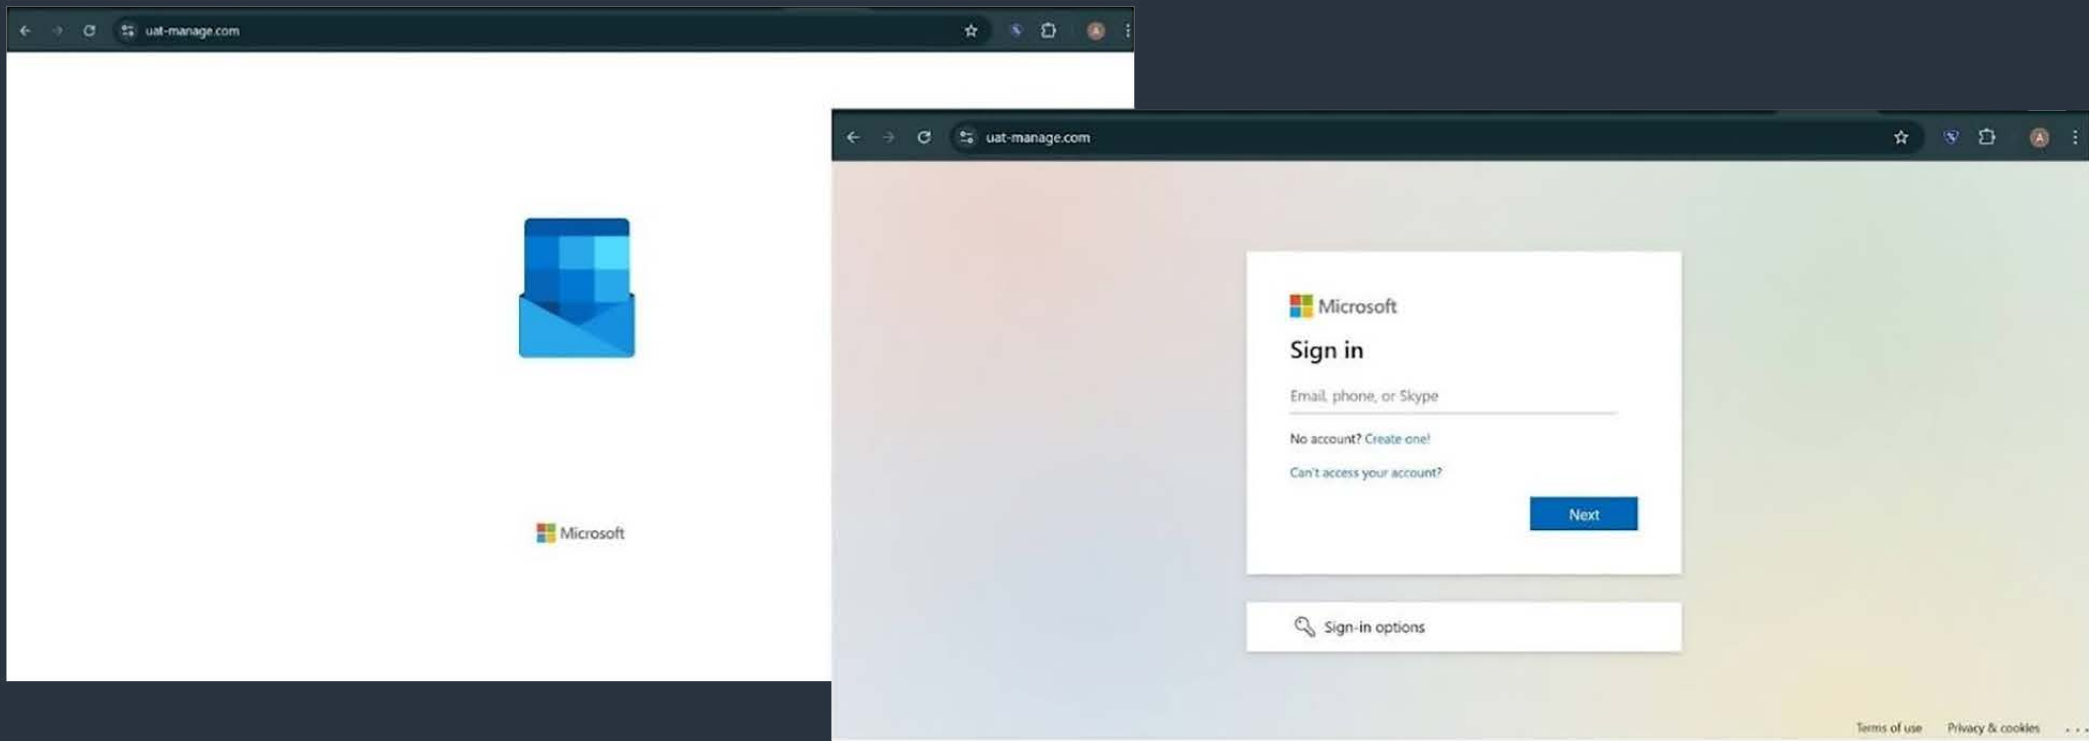 uat-manage.com
Microsoft
uat-manage.com
A
Microsoft
Sign in
Email, phone, or Skype
No account? Create one!
Can't access your account?
Next
Sign-in options
Terms of use Privacy & cookies ...